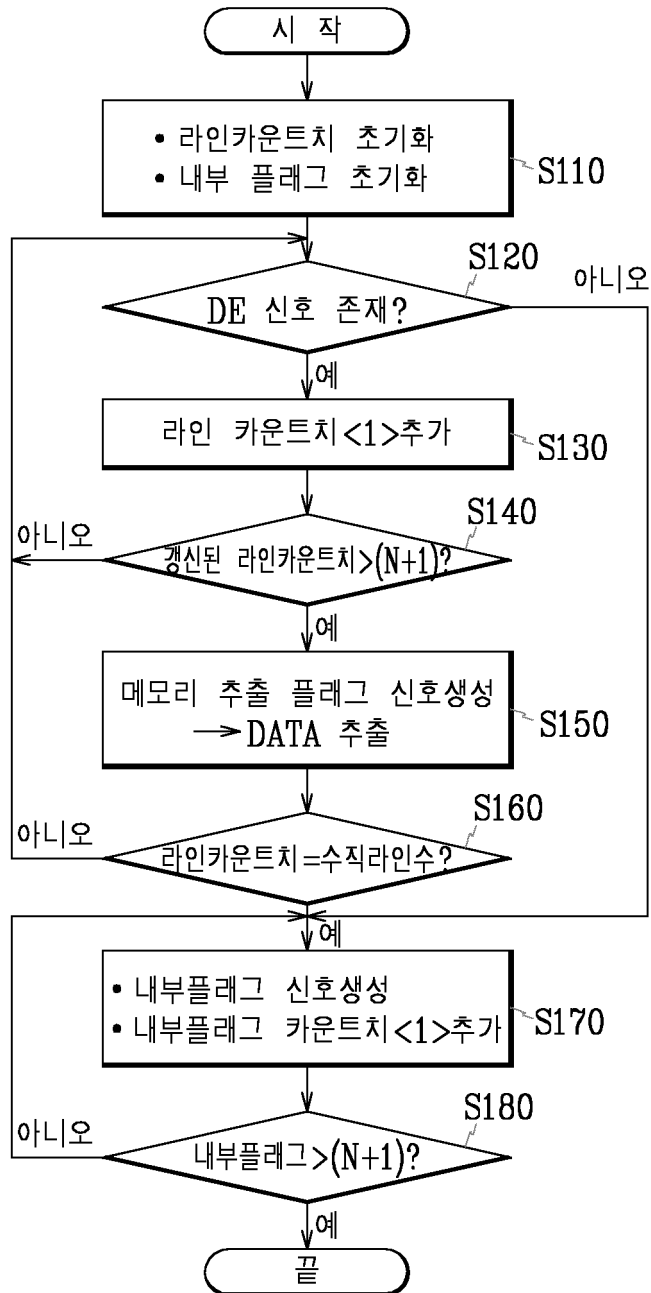 시 작
• 라인카운트치 초기화
• 내부 플래그 초기화
S110
S120
아니오
DE 신호 존재?
예
라인 카운트치<1>추가
S130
S140
아니오
갱신된 라인카운트치>(N+1)?
예
메모리 추출 플래그 신호생성
→DATA 추출
S150
S160
아니오
라인카운트치=수직라인수?
예
• 내부플래그 신호생성
• 내부플래그 카운트치<1>추가
S170
S180
아니오
내부플래그>(N+1)?
예
끝